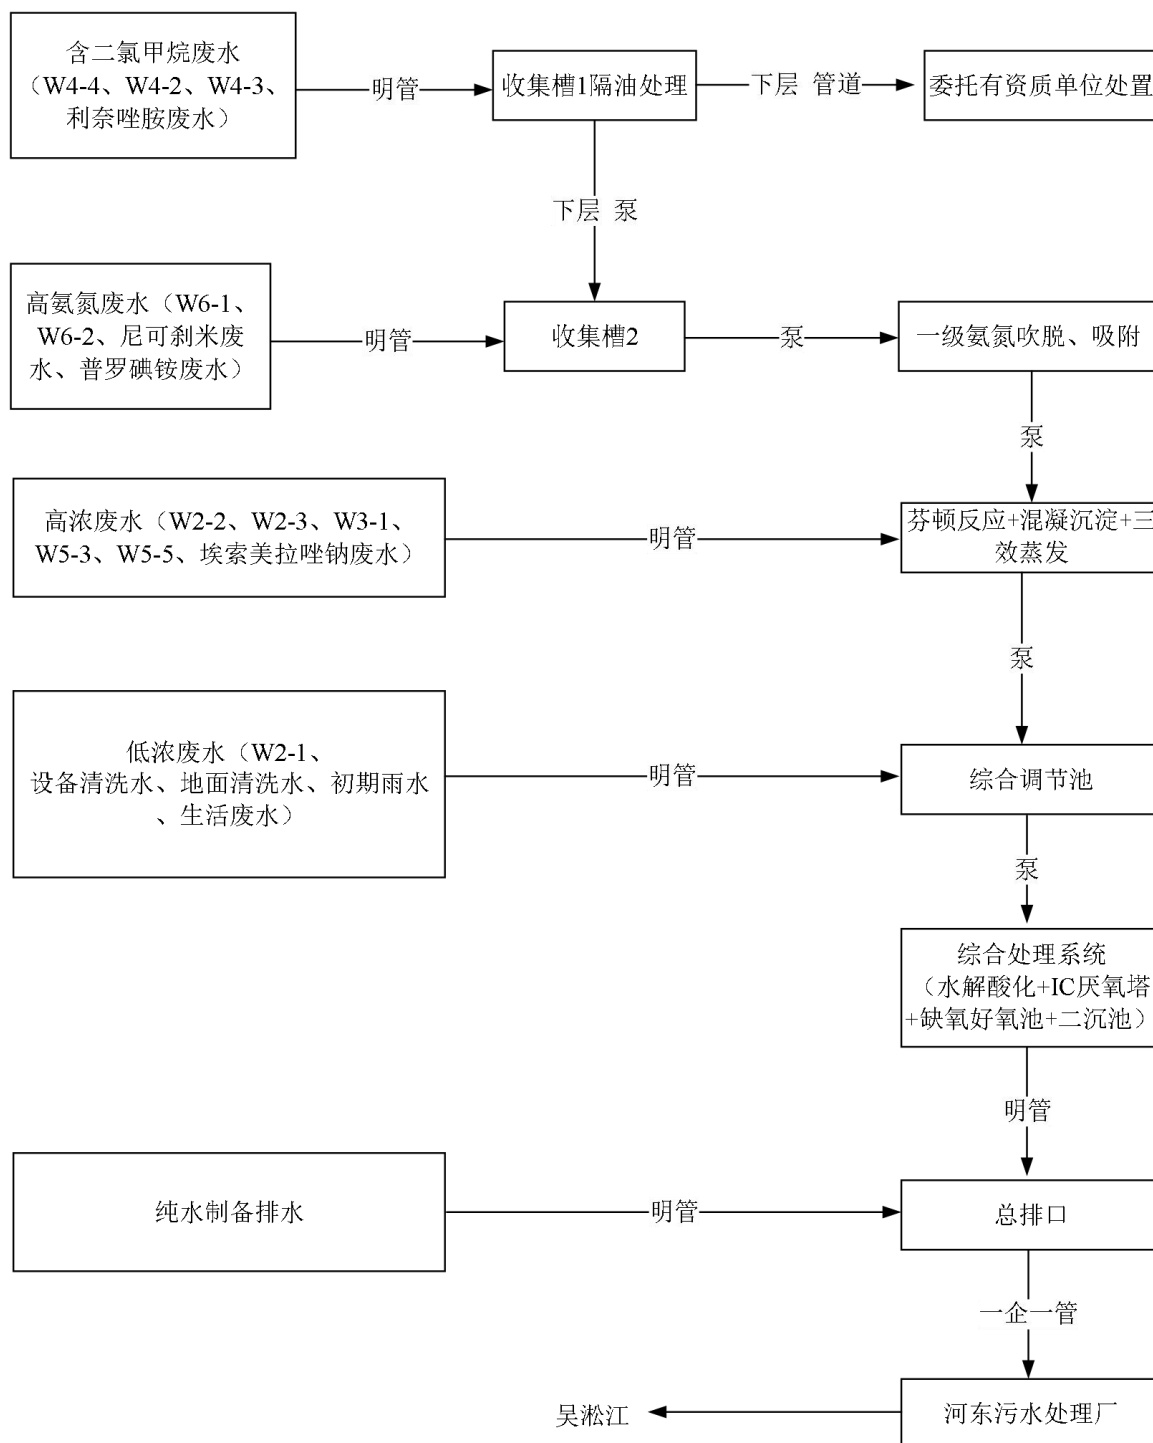 含二氯甲烷废水
（W4-4、W4-2、W4-3、
利奈唑胺废水）
明管
收集槽1隔油处理
下层 管道
委托有资质单位处置
下层 泵
高氨氮废水（W6-1、
W6-2、尼可刹米废
水、普罗碘铵废水）
明管
收集槽2
泵
一级氨氮吹脱、吸附
泵
高浓废水（W2-2、W2-3、W3-1、
W5-3、W5-5、埃索美拉唑钠废水）
明管
芬顿反应+混凝沉淀+三
效蒸发
泵
低浓废水（W2-1、
设备清洗水、地面清洗水、初期雨水
、生活废水）
明管
综合调节池
泵
综合处理系统
（水解酸化+IC厌氧塔
+缺氧好氧池+二沉池）
明管
纯水制备排水
明管
总排口
一企一管
吴淞江
河东污水处理厂